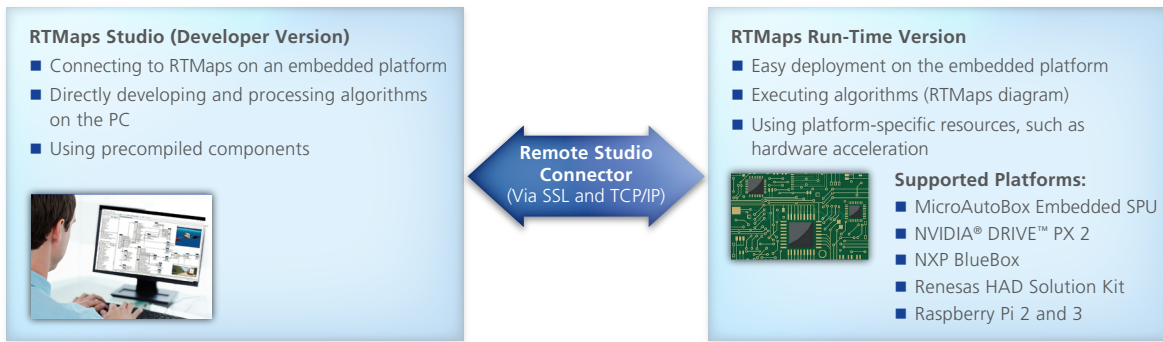 RTMaps Studio (Developer Version)
■ Connecting to RTMaps on an embedded platform
■ Directly developing and processing algorithms
on the PC
■ Using precompiled components
Remote Studio
Connector
(Via SSL and TCP/IP)
RTMaps Run-Time Version
■ Easy deployment on the embedded platform
■ Executing algorithms (RTMaps diagram)
■ Using platform-specific resources, such as
hardware acceleration
Supported Platforms:
■ MicroAutoBox Embedded SPU
■ NVIDIA® DRIVE™ PX 2
■ NXP BlueBox
■ Renesas HAD Solution Kit
■ Raspberry Pi 2 and 3